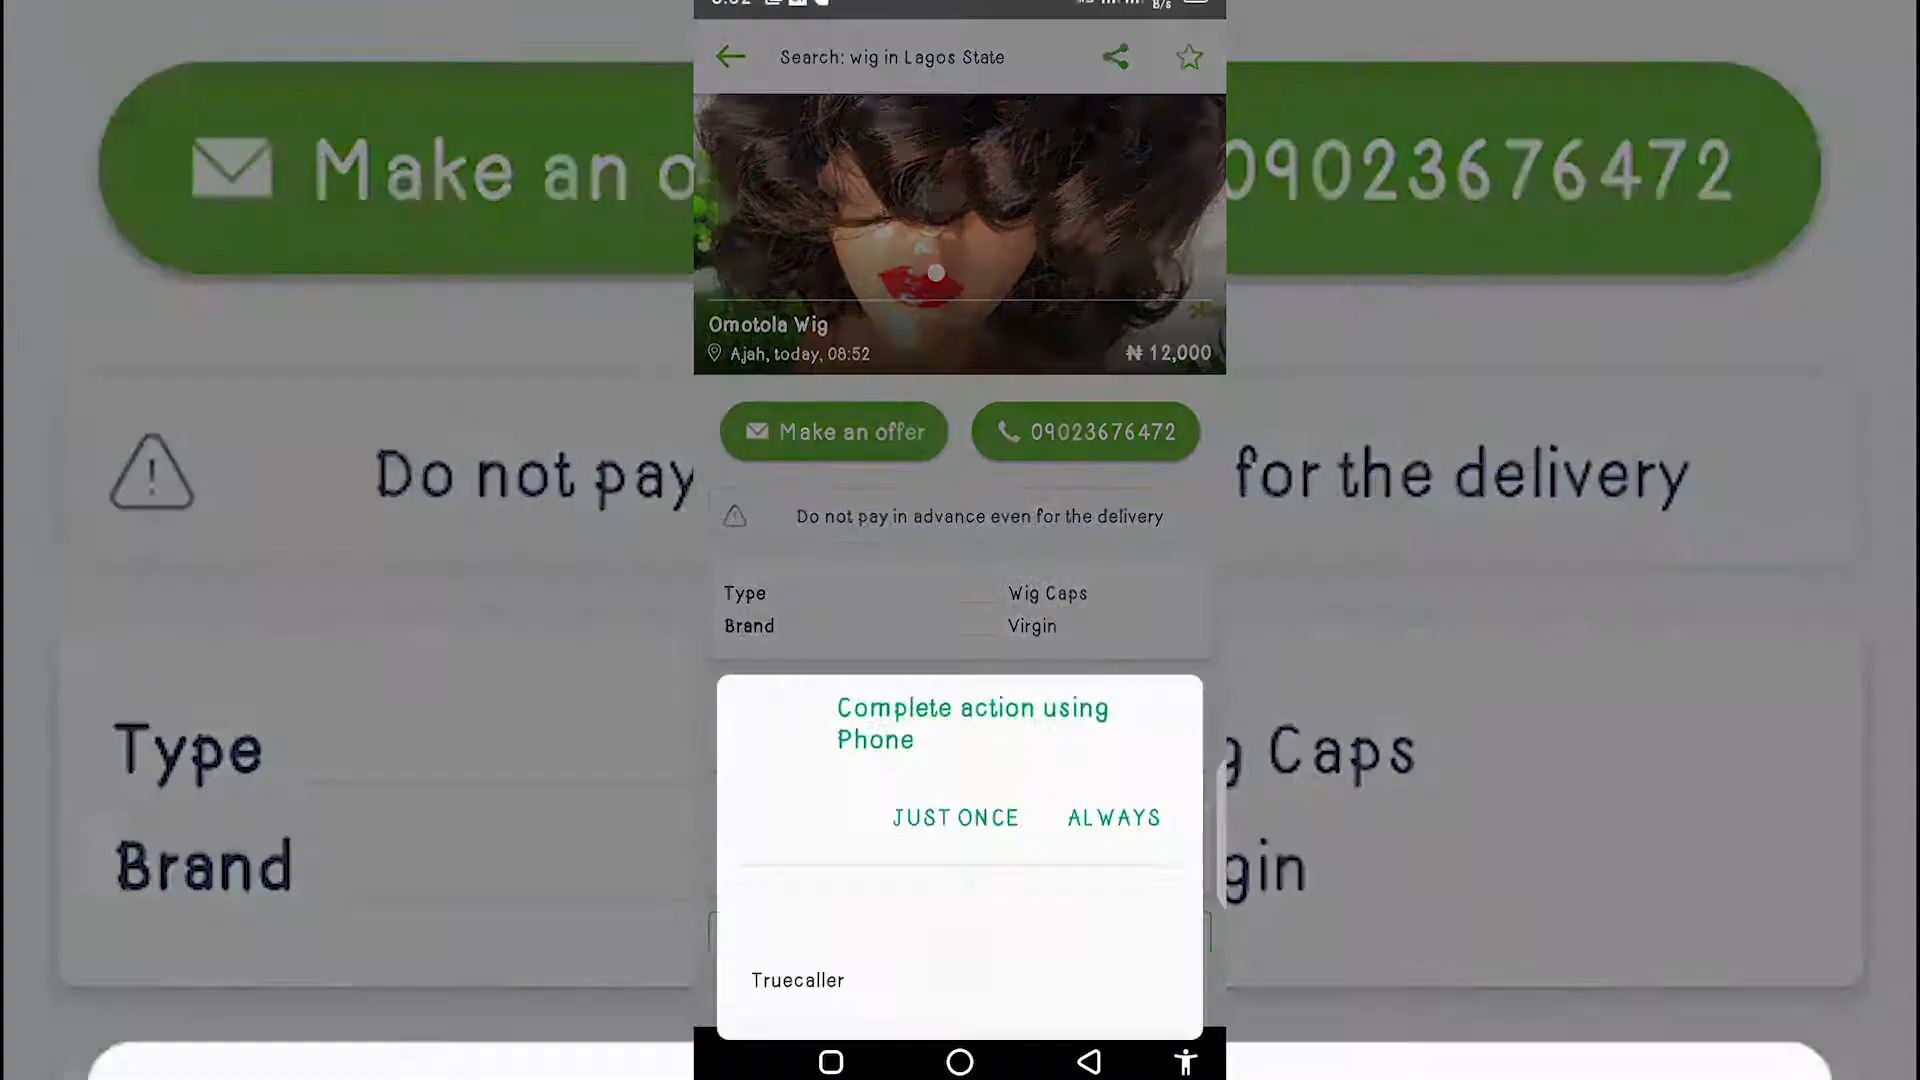 B/s
Search: wig in Lagos State
Make an o
09023676472
Omotola Wig
Ajah, today, 08:52
₦ 12,000
Make an offer
09023676472
Do not pay
for the delivery
Do not pay in advance even for the delivery
Type
Wig Caps
Brand
Virgin
Type
g Caps
Brand
gin
Complete action using
Phone
JUST ONCE
ALWAYS
Truecaller